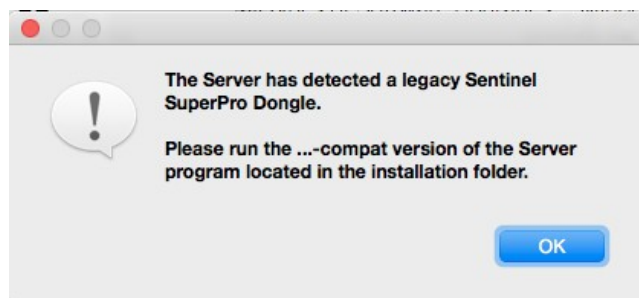 The Server has detected a legacy Sentinel
SuperPro Dongle.
Please run the ...-compat version of the Server
program located in the installation folder.
OK